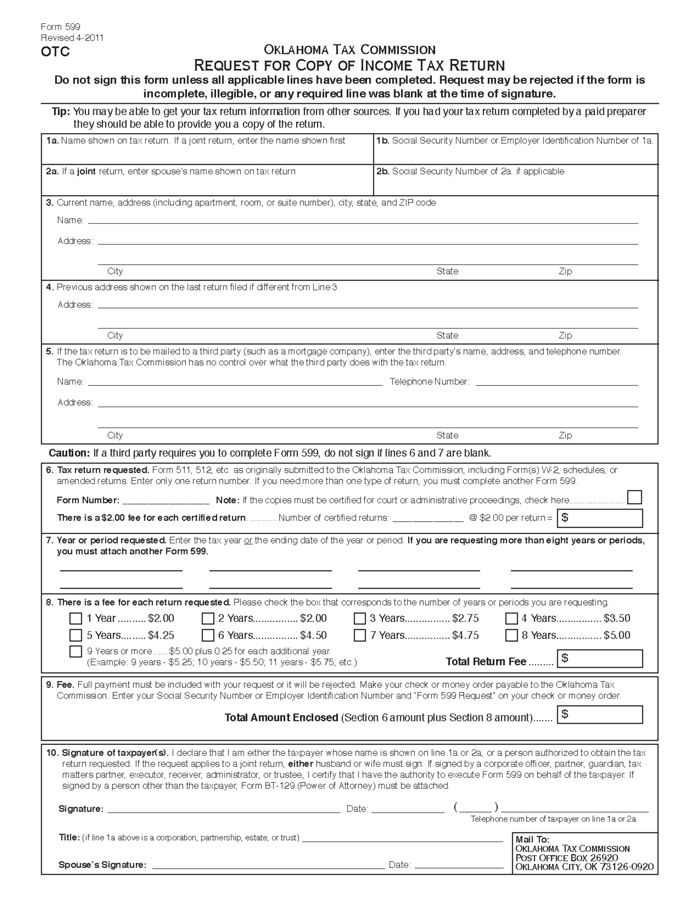 Form 599
Revised 4-2011
OTC
Oklahoma Tax Commission
Request for Copy of Income Tax Return
Do not sign this form unless all applicable lines have been completed. Request may be rejected if the form is
incomplete, illegible, or any required line was blank at the time of signature.
Tip: You may be able to get your tax return information from other sources. If you had your tax return completed by a paid preparer
they should be able to provide you a copy of the return.
1a. Name shown on tax return. If a joint return, enter the name shown first
1b. Social Security Number or Employer Identification Number of 1a.
2a. If a joint return, enter spouse's name shown on tax return
2b. Social Security Number of 2a. if applicable
3. Current name, address (including apartment, room, or suite number), city, state, and ZIP code
Name:
Address:
City State Zip
4. Previous address shown on the last return filed if different from Line 3
Address:
City State Zip
5. If the tax return is to be mailed to a third party (such as a mortgage company), enter the third party's name, address, and telephone number.
The Oklahoma Tax Commission has no control over what the third party does with the tax return.
Name: Telephone Number:
Address:
City State Zip
Caution: If a third party requires you to complete Form 599, do not sign if lines 6 and 7 are blank.
6. Tax return requested. Form 511, 512, etc. as originally submitted to the Oklahoma Tax Commission, including Form(s) W-2, schedules, or
amended returns. Enter only one return number. If you need more than one type of return, you must complete another Form 599.
Form Number: _________________ Note: If the copies must be certified for court or administrative proceedings, check here.....................
There is a $2.00 fee for each certified return...........Number of certified returns: ______________ @ $2.00 per return = $
7. Year or period requested. Enter the tax year or the ending date of the year or period. If you are requesting more than eight years or periods,
you must attach another Form 599.
8. There is a fee for each return requested. Please check the box that corresponds to the number of years or periods you are requesting.
1 Year.......... $2.00 2 Years............... $2.00 3 Years............... $2.75 4 Years............... $3.50
5 Years......... $4.25 6 Years............... $4.50 7 Years............... $4.75 8 Years............... $5.00
9 Years or more......$5.00 plus 0.25 for each additional year.
(Example: 9 years - $5.25; 10 years - $5.50; 11 years - $5.75; etc.) Total Return Fee ......... $
9. Fee. Full payment must be included with your request or it will be rejected. Make your check or money order payable to the Oklahoma Tax
Commission. Enter your Social Security Number or Employer Identification Number and "Form 599 Request" on your check or money order.
Total Amount Enclosed (Section 6 amount plus Section 8 amount)....... $
10. Signature of taxpayer(s). I declare that I am either the taxpayer whose name is shown on line 1a or 2a, or a person authorized to obtain the tax
return requested. If the request applies to a joint return, either husband or wife must sign. If signed by a corporate officer, partner, guardian, tax
matters partner, executor, receiver, administrator, or trustee, I certify that I have the authority to execute Form 599 on behalf of the taxpayer. If
signed by a person other than the taxpayer, Form BT-129 (Power of Attorney) must be attached.
Signature: Date: ( )
Telephone number of taxpayer on line 1a or 2a
Title: (if line 1a above is a corporation, partnership, estate, or trust)
Spouse's Signature: Date:
Mail To:
Oklahoma Tax Commission
Post Office Box 26920
Oklahoma City, OK 73126-0920